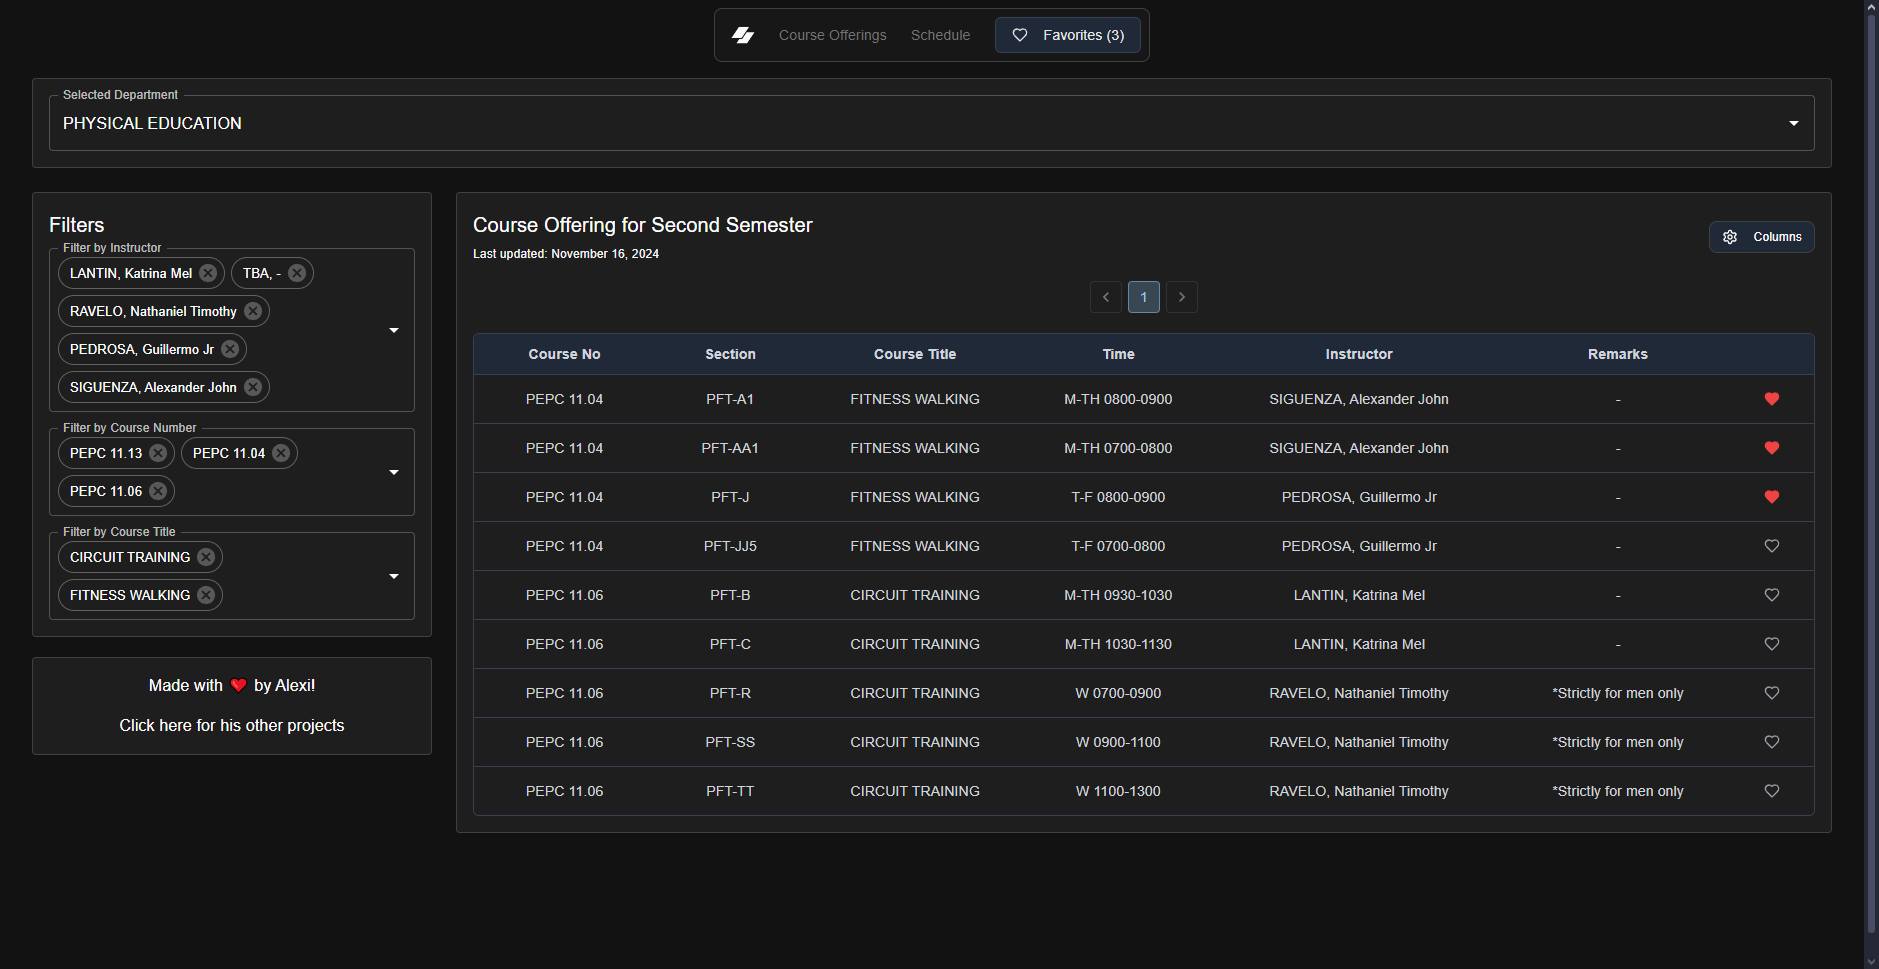 Course Offerings Schedule Favorites (3)
Selected Department
PHYSICAL EDUCATION
Filters
Filter by Instructor
LANTIN, Katrina Mel TBA, -
RAVELO, Nathaniel Timothy
PEDROSA, Guillermo Jr
SIGUENZA, Alexander John
Filter by Course Number
PEPC 11.13 PEPC 11.04
PEPC 11.06
Filter by Course Title
CIRCUIT TRAINING
FITNESS WALKING
Made with ❤ by Alexi!
Click here for his other projects
Course Offering for Second Semester
Last updated: November 16, 2024
Columns
1
Course No Section Course Title Time Instructor Remarks
PEPC 11.04 PFT-A1 FITNESS WALKING M-TH 0800-0900 SIGUENZA, Alexander John -
PEPC 11.04 PFT-AA1 FITNESS WALKING M-TH 0700-0800 SIGUENZA, Alexander John -
PEPC 11.04 PFT-J FITNESS WALKING T-F 0800-0900 PEDROSA, Guillermo Jr -
PEPC 11.04 PFT-JJ5 FITNESS WALKING T-F 0700-0800 PEDROSA, Guillermo Jr -
PEPC 11.06 PFT-B CIRCUIT TRAINING M-TH 0930-1030 LANTIN, Katrina Mel -
PEPC 11.06 PFT-C CIRCUIT TRAINING M-TH 1030-1130 LANTIN, Katrina Mel -
PEPC 11.06 PFT-R CIRCUIT TRAINING W 0700-0900 RAVELO, Nathaniel Timothy *Strictly for men only
PEPC 11.06 PFT-SS CIRCUIT TRAINING W 0900-1100 RAVELO, Nathaniel Timothy *Strictly for men only
PEPC 11.06 PFT-TT CIRCUIT TRAINING W 1100-1300 RAVELO, Nathaniel Timothy *Strictly for men only